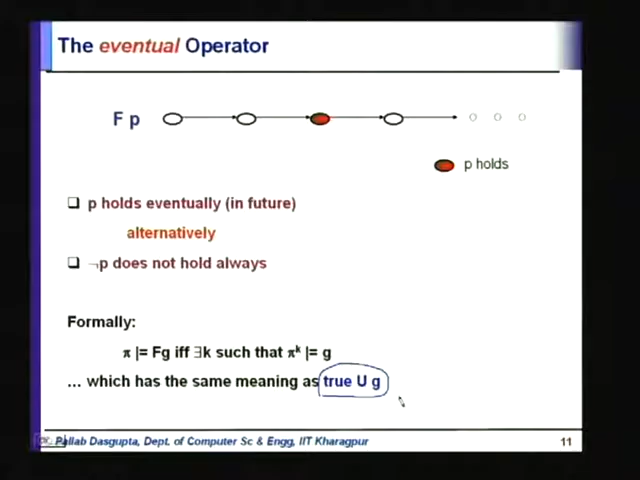 The eventual Operator
F p
p holds
❑ p holds eventually (in future)
alternatively
❑ ¬p does not hold always
Formally:
π |= Fg iff ∃k such that πᵏ |= g
... which has the same meaning as true U g
Pallab Dasgupta, Dept. of Computer Sc & Engg, IIT Kharagpur
11